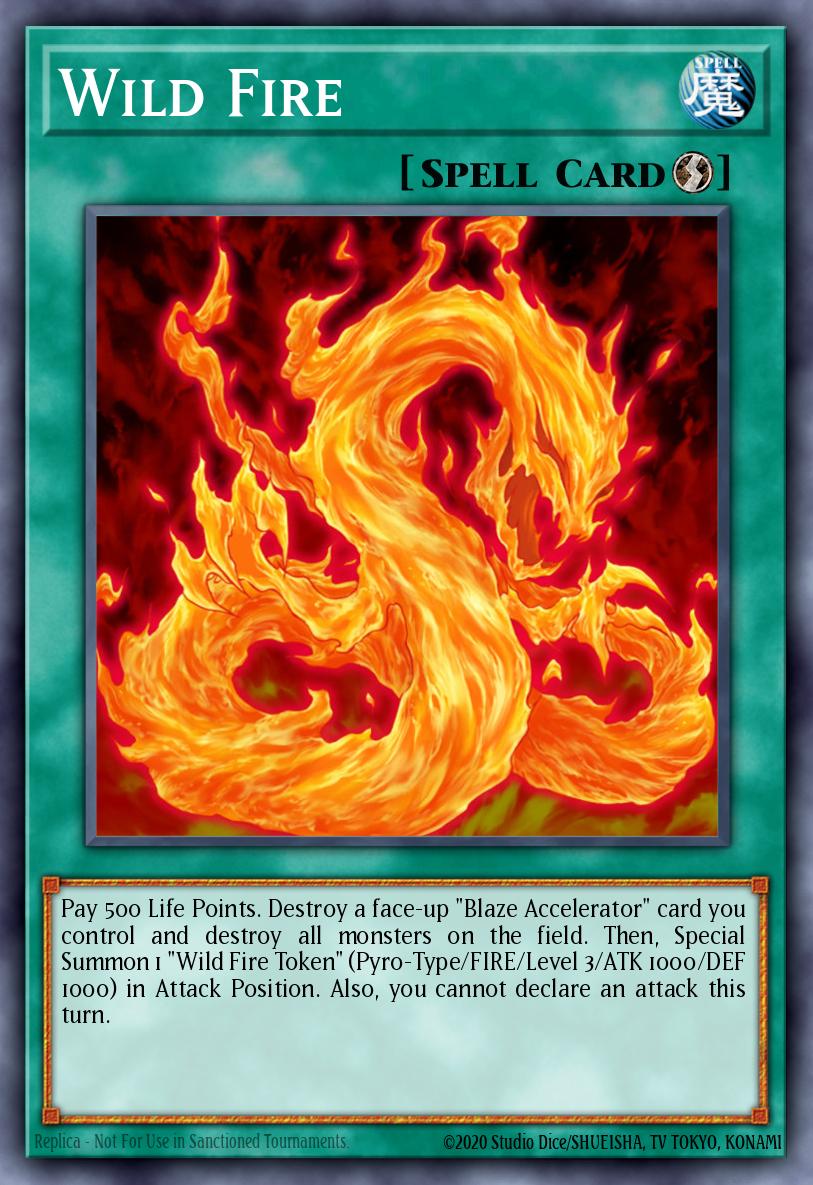 Wild Fire
SPELL
魔
[Spell Card]
Pay 500 Life Points. Destroy a face-up "Blaze Accelerator" card you
control and destroy all monsters on the field. Then, Special
Summon 1 "Wild Fire Token" (Pyro-Type/FIRE/Level 3/ATK 1000/DEF
1000) in Attack Position. Also, you cannot declare an attack this
turn.
Replica - Not For Use in Sanctioned Tournaments.
©2020 Studio Dice/SHUEISHA, TV TOKYO, KONAMI